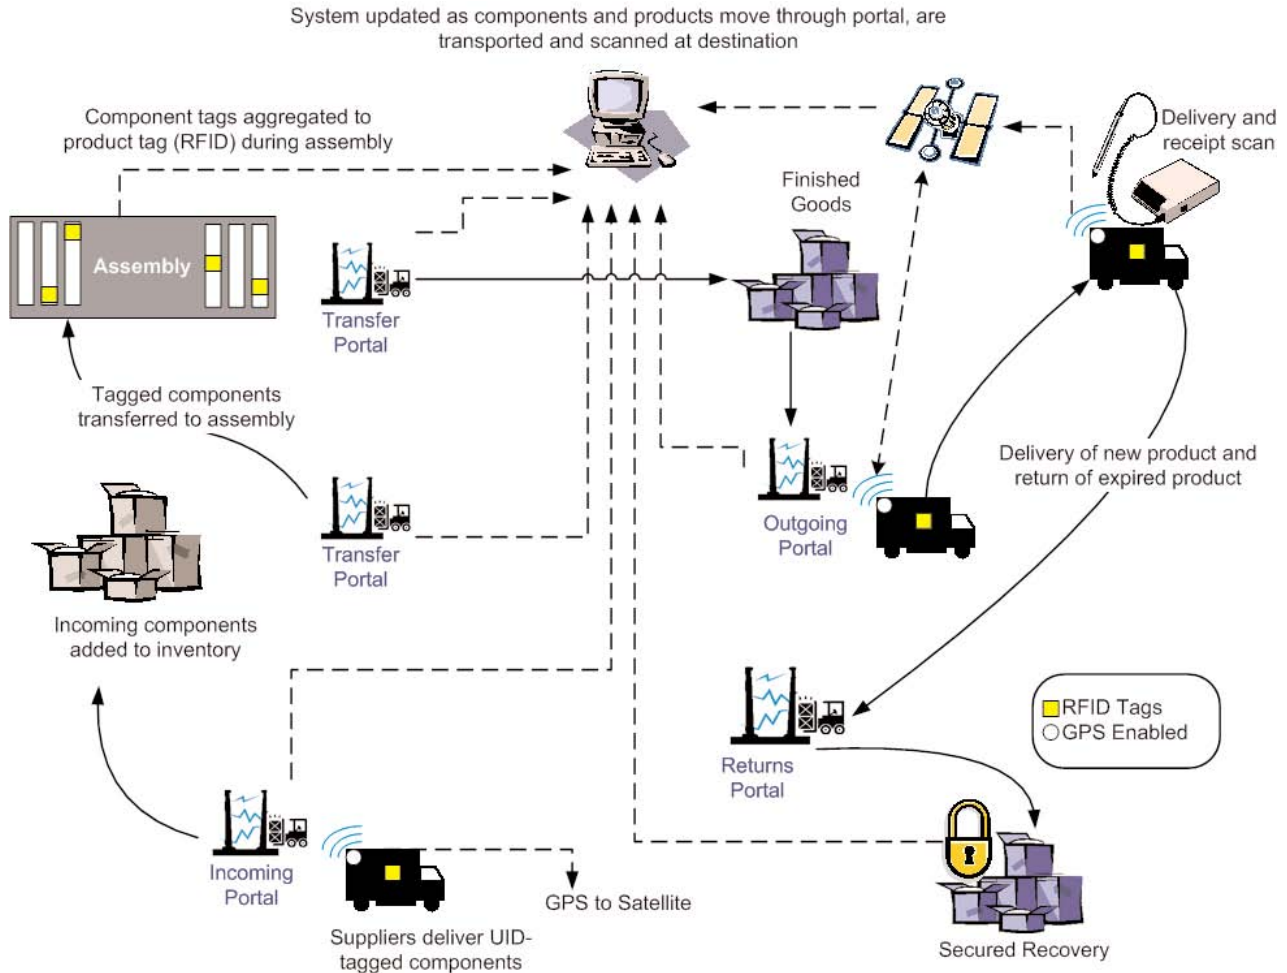 System updated as components and products move through portal, are
transported and scanned at destination
Component tags aggregated to
product tag (RFID) during assembly
Delivery and
receipt scan
Finished
Goods
Assembly
Transfer
Portal
Tagged components
transferred to assembly
Delivery of new product and
return of expired product
Outgoing
Portal
Transfer
Portal
Incoming components
added to inventory
RFID Tags
GPS Enabled
Returns
Portal
Incoming
Portal
GPS to Satellite
Suppliers deliver UID-
tagged components
Secured Recovery